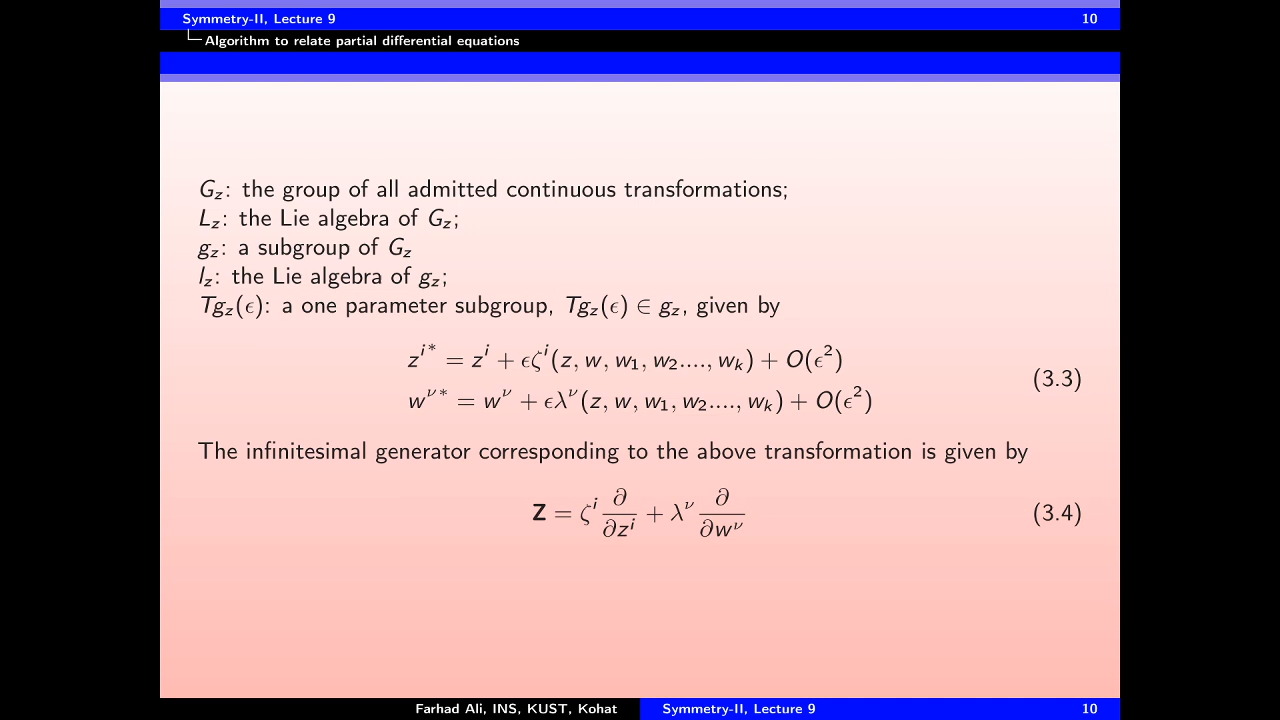 Symmetry-II, Lecture 9 10
Algorithm to relate partial differential equations
G_z: the group of all admitted continuous transformations;
L_z: the Lie algebra of G_z;
g_z: a subgroup of G_z
l_z: the Lie algebra of g_z;
Tg_z(ϵ): a one parameter subgroup, Tg_z(ϵ) ∈ g_z, given by
z^{i*} = z^i + ϵζ^i(z, w, w_1, w_2...., w_k) + O(ϵ^2)
(3.3)
w^{ν*} = w^ν + ϵλ^ν(z, w, w_1, w_2...., w_k) + O(ϵ^2)
The infinitesimal generator corresponding to the above transformation is given by
Z = ζ^i ∂/∂z^i + λ^ν ∂/∂w^ν (3.4)
Farhad Ali, INS, KUST, Kohat Symmetry-II, Lecture 9 10